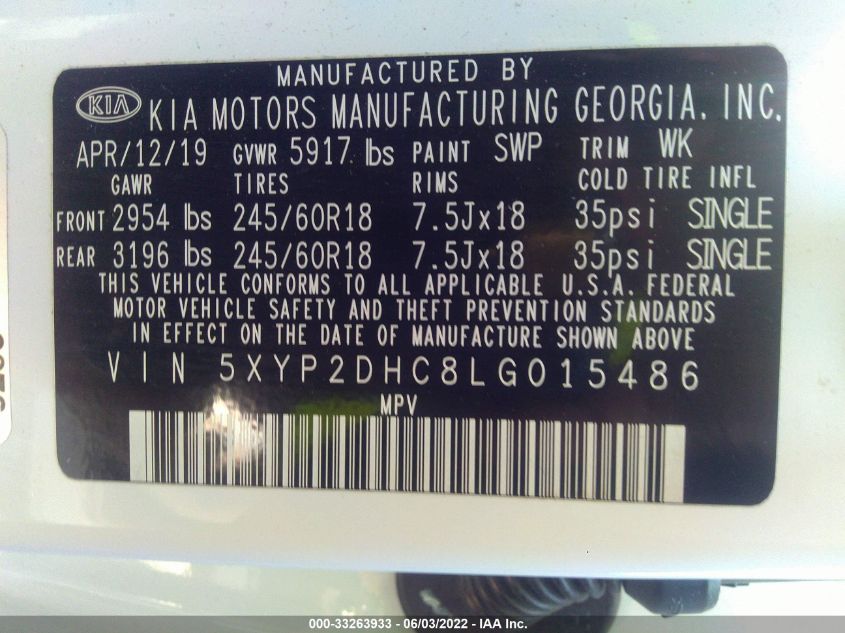 MANUFACTURED BY
KIA KIA MOTORS MANUFACTURING GEORGIA, INC.
APR/12/19 GVWR 5917 lbs PAINT SWP TRIM WK
GAWR TIRES RIMS COLD TIRE INFL
FRONT 2954 lbs 245/60R18 7.5Jx18 35psi SINGLE
REAR 3196 lbs 245/60R18 7.5Jx18 35psi SINGLE
THIS VEHICLE CONFORMS TO ALL APPLICABLE U.S.A. FEDERAL
MOTOR VEHICLE SAFETY AND THEFT PREVENTION STANDARDS
IN EFFECT ON THE DATE OF MANUFACTURE SHOWN ABOVE
VIN 5XYP2DHC8LG015486
MPV
000-33263933 - 06/03/2022 - IAA Inc.